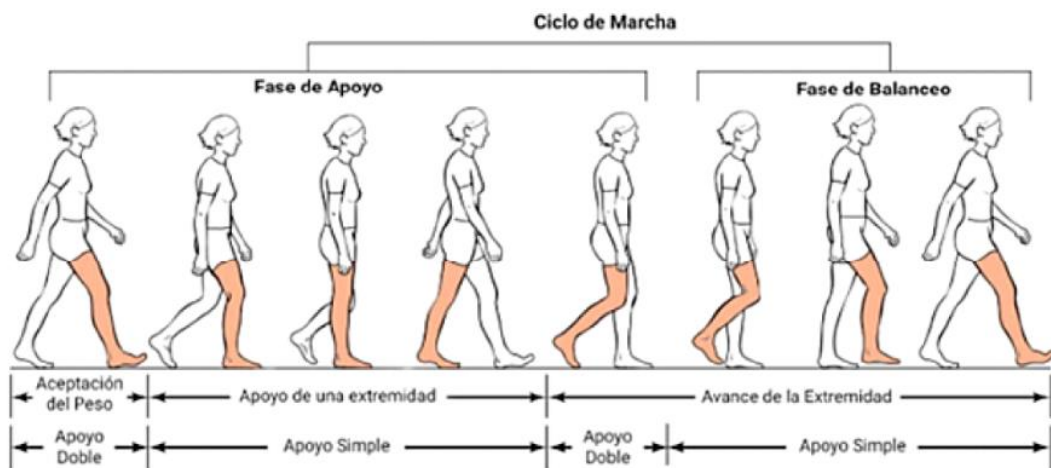 Ciclo de Marcha
Fase de Apoyo
Fase de Balanceo
Aceptación
del Peso
Apoyo de una extremidad
Avance de la Extremidad
Apoyo
Doble
Apoyo Simple
Apoyo
Doble
Apoyo Simple